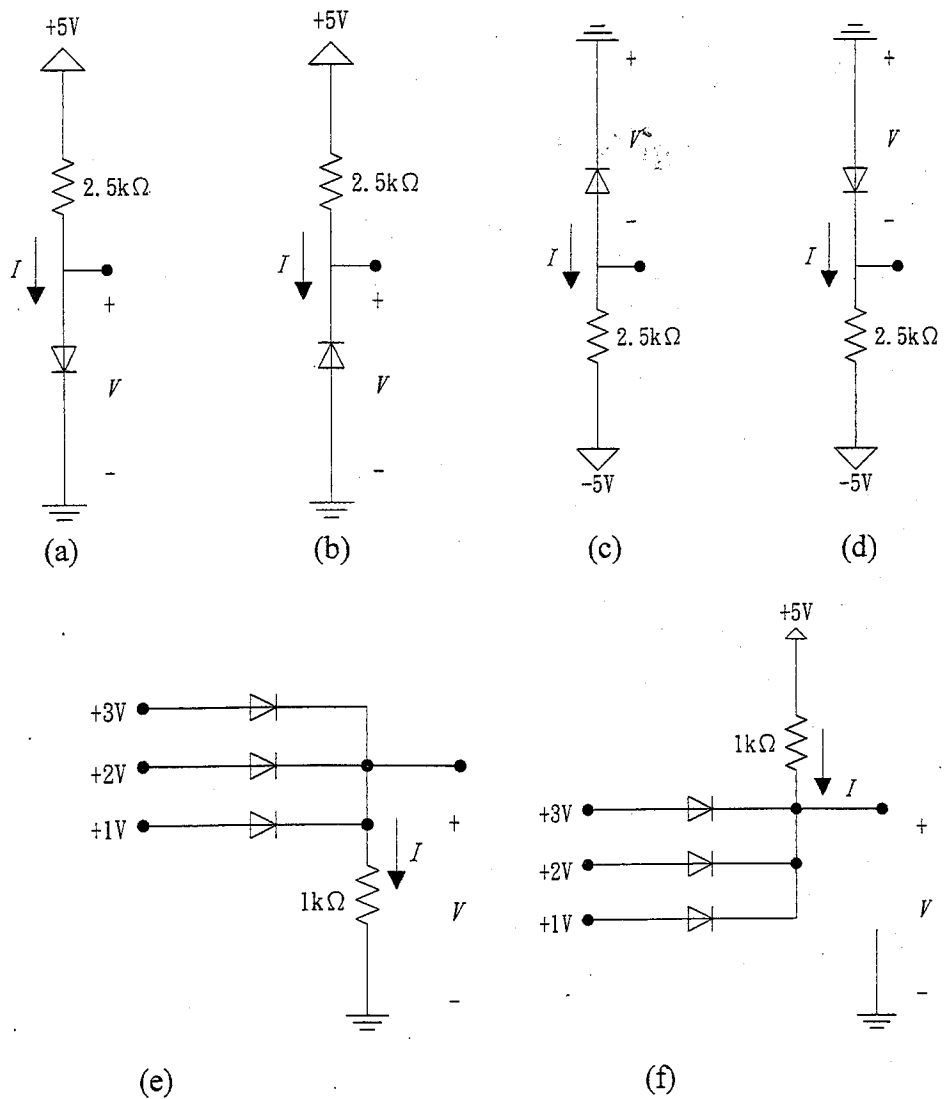 +5V
2.5kΩ
I
+
V
-
(a)
+5V
2.5kΩ
I
+
V
-
(b)
+
V
-
I
2.5kΩ
-5V
(c)
+
V
-
I
2.5kΩ
-5V
(d)
+3V
+2V
+1V
+
I
1kΩ
V
-
(e)
+5V
1kΩ
I
+3V
+2V
+1V
+
V
-
(f)